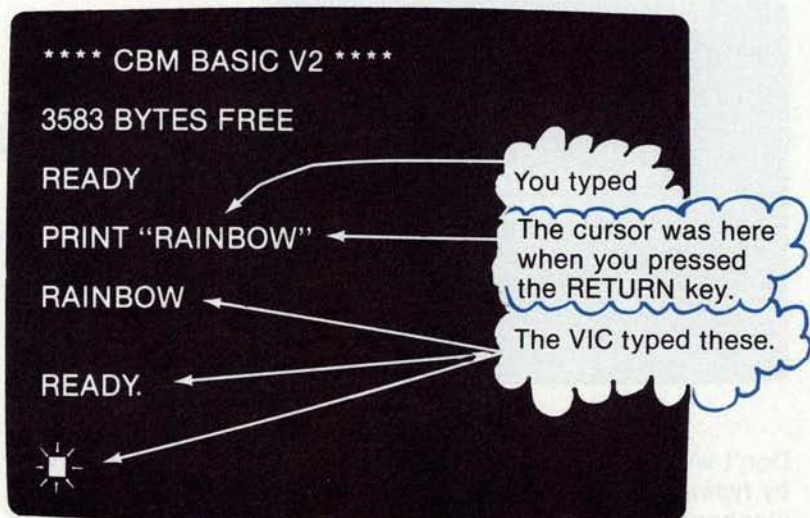 **** CBM BASIC V2 ****
3583 BYTES FREE
READY
PRINT “RAINBOW”
RAINBOW
READY.
You typed
The cursor was here
when you pressed
the RETURN key.
The VIC typed these.